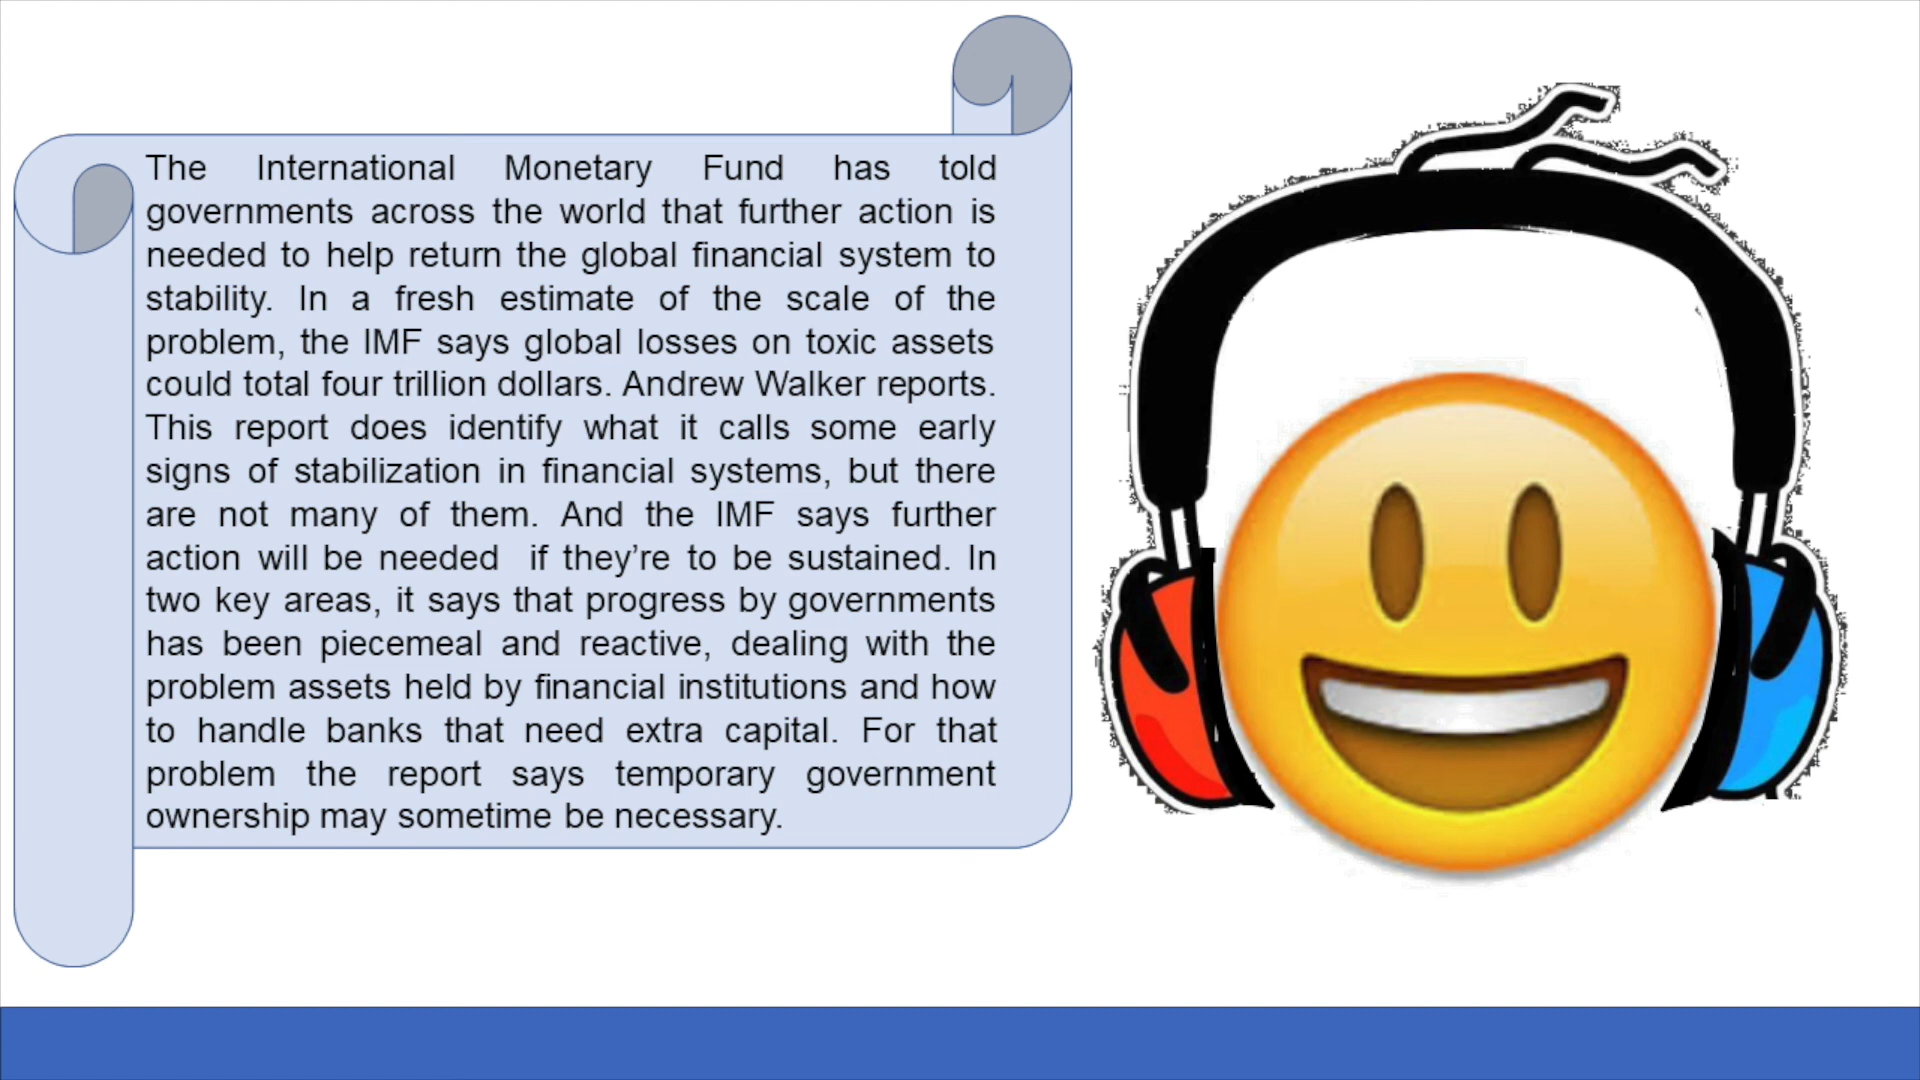 The International Monetary Fund has told
governments across the world that further action is
needed to help return the global financial system to
stability. In a fresh estimate of the scale of the
problem, the IMF says global losses on toxic assets
could total four trillion dollars. Andrew Walker reports.
This report does identify what it calls some early
signs of stabilization in financial systems, but there
are not many of them. And the IMF says further
action will be needed  if they’re to be sustained. In
two key areas, it says that progress by governments
has been piecemeal and reactive, dealing with the
problem assets held by financial institutions and how
to handle banks that need extra capital. For that
problem the report says temporary government
ownership may sometime be necessary.